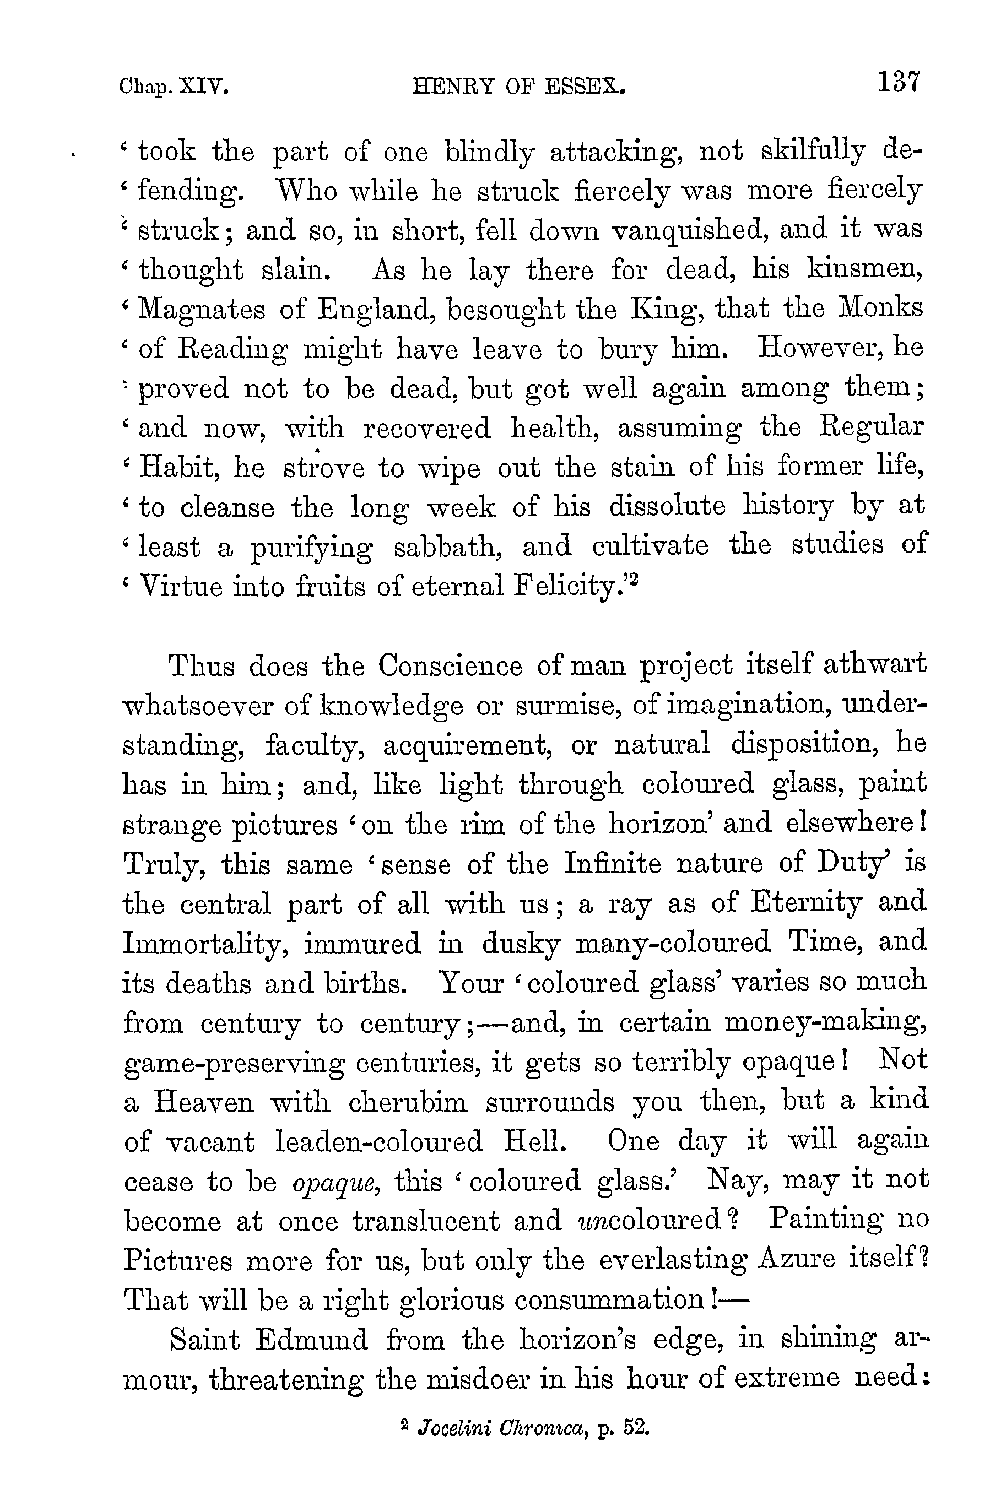 Chap. XIV. HENRY OF ESSEX. 137
‘ took the part of one blindly attacking, not skilfully de-
‘ fending. Who while he struck fiercely was more fiercely
‘ struck; and so, in short, fell down vanquished, and it was
‘ thought slain. As he lay there for dead, his kinsmen,
‘ Magnates of England, besought the King, that the Monks
‘ of Reading might have leave to bury him. However, he
‘ proved not to be dead, but got well again among them;
‘ and now, with recovered health, assuming the Regular
‘ Habit, he strove to wipe out the stain of his former life,
‘ to cleanse the long week of his dissolute history by at
‘ least a purifying sabbath, and cultivate the studies of
‘ Virtue into fruits of eternal Felicity.’²
Thus does the Conscience of man project itself athwart
whatsoever of knowledge or surmise, of imagination, under-
standing, faculty, acquirement, or natural disposition, he
has in him; and, like light through coloured glass, paint
strange pictures ‘ on the rim of the horizon’ and elsewhere!
Truly, this same ‘ sense of the Infinite nature of Duty’ is
the central part of all with us; a ray as of Eternity and
Immortality, immured in dusky many-coloured Time, and
its deaths and births. Your ‘ coloured glass’ varies so much
from century to century;—and, in certain money-making,
game-preserving centuries, it gets so terribly opaque! Not
a Heaven with cherubim surrounds you then, but a kind
of vacant leaden-coloured Hell. One day it will again
cease to be opaque, this ‘ coloured glass.’ Nay, may it not
become at once translucent and uncoloured? Painting no
Pictures more for us, but only the everlasting Azure itself?
That will be a right glorious consummation!—
Saint Edmund from the horizon's edge, in shining ar-
mour, threatening the misdoer in his hour of extreme need:
² Jocelini Chronica, p. 52.